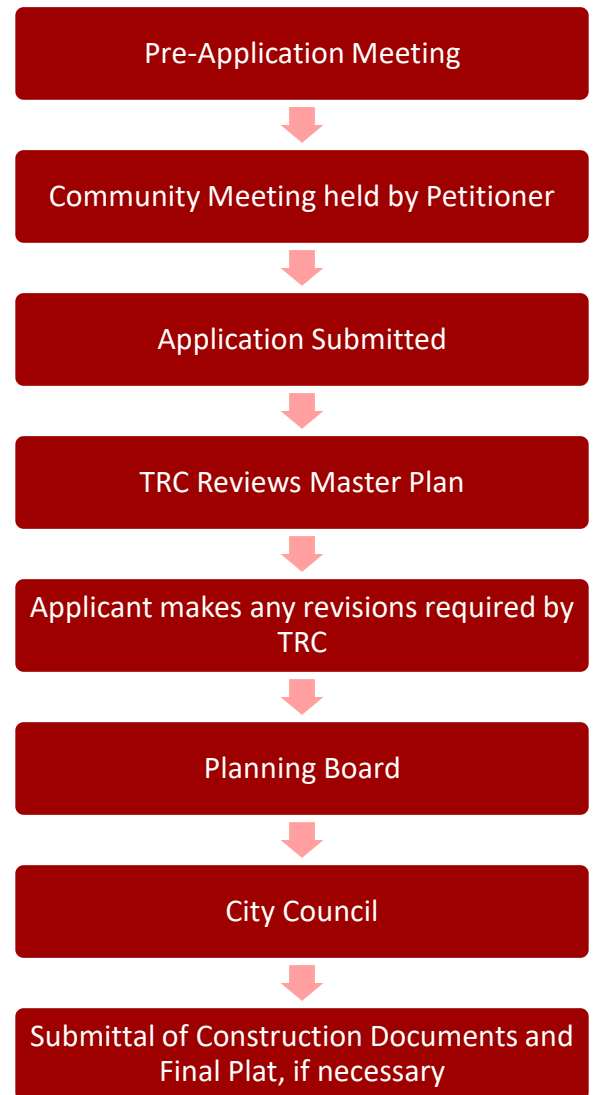 Pre-Application Meeting
Community Meeting held by Petitioner
Application Submitted
TRC Reviews Master Plan
Applicant makes any revisions required by
TRC
Planning Board
City Council
Submittal of Construction Documents and
Final Plat, if necessary